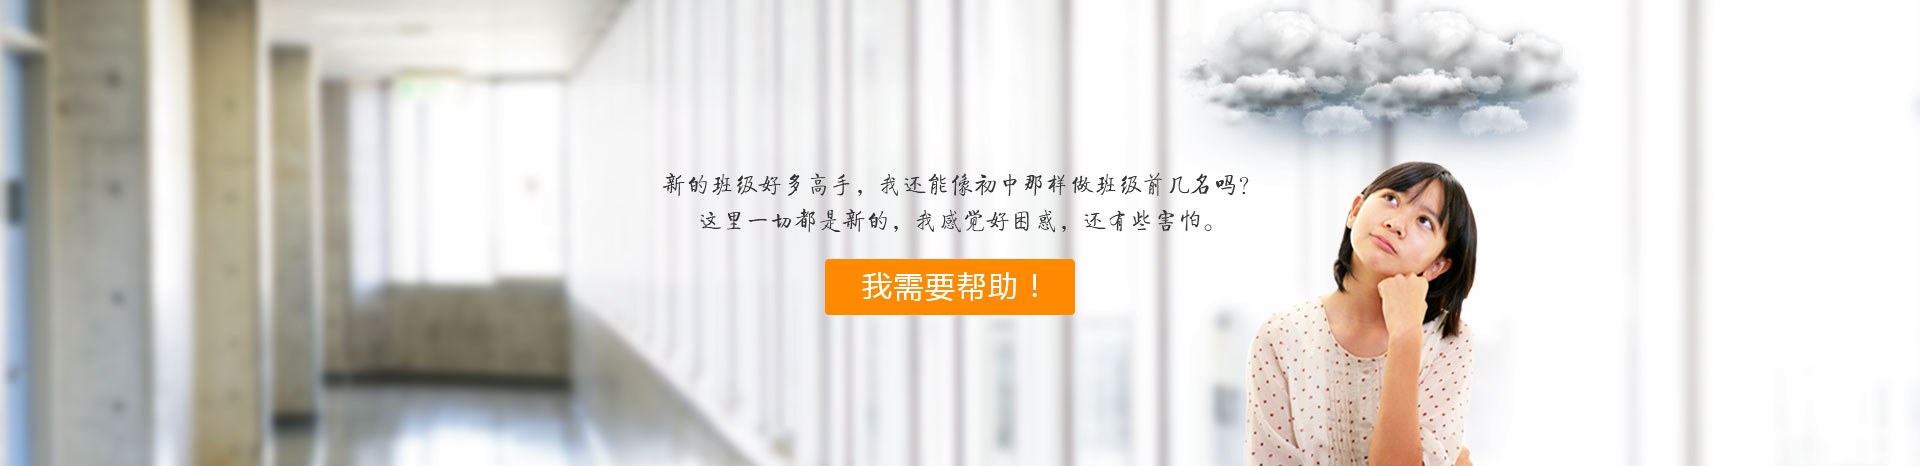 新的班级好多高手，我还能像初中那样做班级前几名吗？
这里一切都是新的，我感觉好困惑，还有些害怕。
我需要帮助！